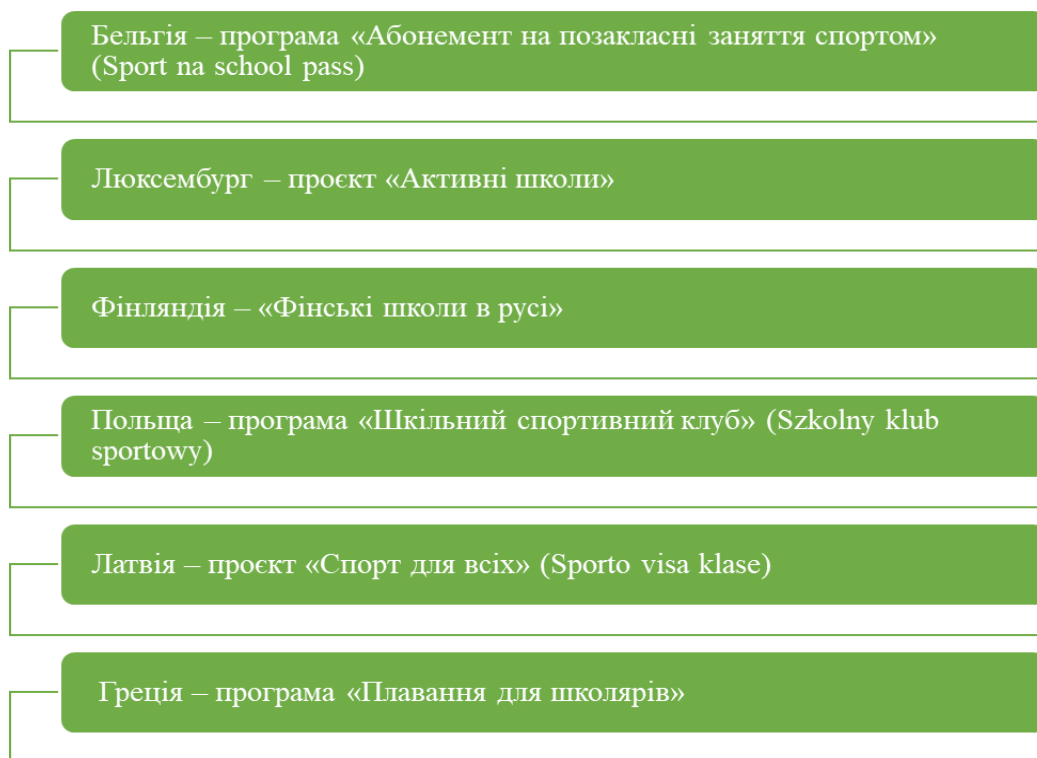 Бельгія – програма «Абонемент на позакласні заняття спортом»
(Sport na school pass)
Люксембург – проєкт «Активні школи»
Фінляндія – «Фінські школи в русі»
Польща – програма «Шкільний спортивний клуб» (Szkolny klub
sportowy)
Латвія – проєкт «Спорт для всіх» (Sporto visa klase)
Греція – програма «Плавання для школярів»